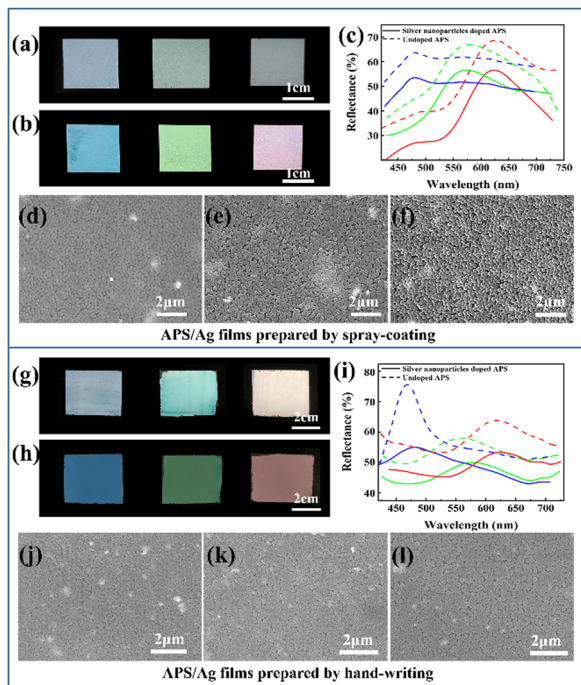 (a)
1cm
(b)
1cm
(c)
Silver nanoparticles doped APS
Undoped APS
Reflectance (%)
70
60
50
40
30
450 500 550 600 650 700 750
Wavelength (nm)
(d)
2μm
(e)
2μm
(f)
2μm
APS/Ag films prepared by spray-coating
(g)
2cm
(h)
2cm
(i)
Silver nanoparticles doped APS
Undoped APS
Reflectance (%)
80
70
60
50
40
450 500 550 600 650 700
Wavelength (nm)
(j)
2μm
(k)
2μm
(l)
2μm
APS/Ag films prepared by hand-writing